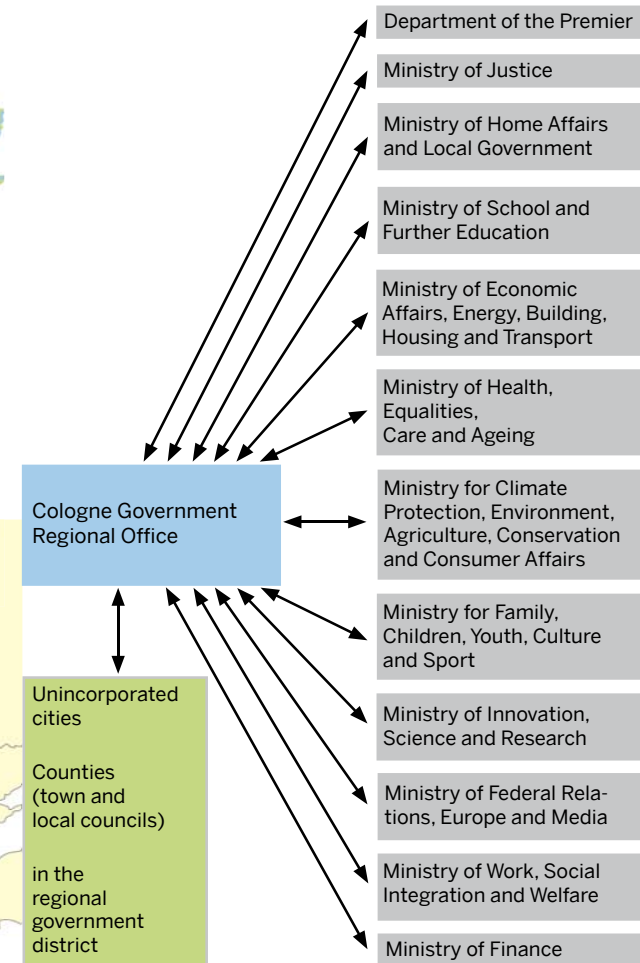 Department of the Premier
Ministry of Justice
Ministry of Home Affairs
and Local Government
Ministry of School and
Further Education
Ministry of Economic
Affairs, Energy, Building,
Housing and Transport
Ministry of Health,
Equalities,
Care and Ageing
Cologne Government
Regional Office
Ministry for Climate
Protection, Environment,
Agriculture, Conservation
and Consumer Affairs
Ministry for Family,
Children, Youth, Culture
and Sport
Unincorporated
cities
Counties
(town and
local councils)
in the
regional
government
district
Ministry of Innovation,
Science and Research
Ministry of Federal Rela-
tions, Europe and Media
Ministry of Work, Social
Integration and Welfare
Ministry of Finance